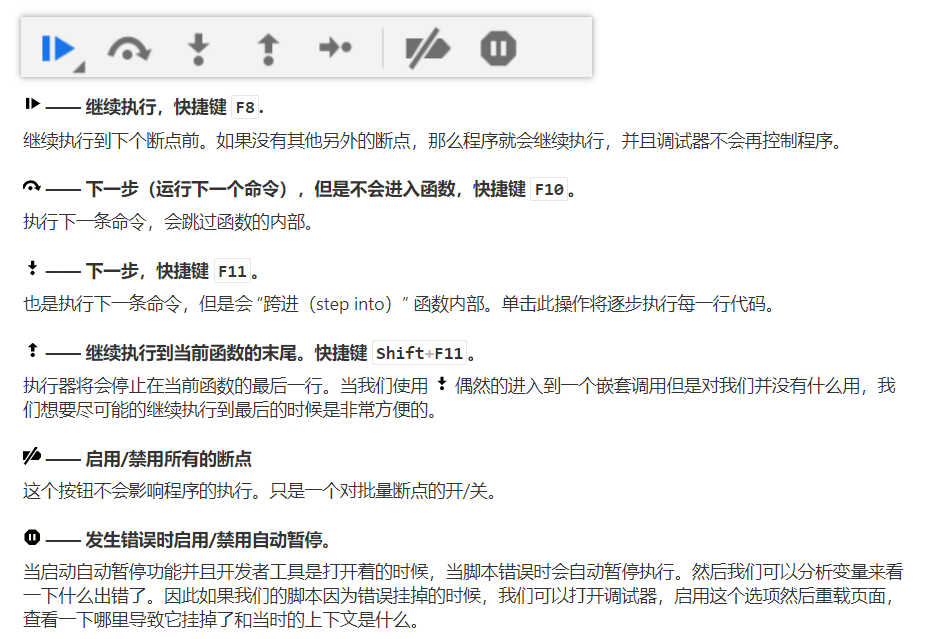 —— 继续执行，快捷键 F8.
继续执行到下个断点前。如果没有其他另外的断点，那么程序就会继续执行，并且调试器不会再控制程序。
—— 下一步（运行下一个命令），但是不会进入函数，快捷键 F10。
执行下一条命令，会跳过函数的内部。
—— 下一步，快捷键 F11。
也是执行下一条命令，但是会“跨进（step into）” 函数内部。单击此操作将逐步执行每一行代码。
—— 继续执行到当前函数的末尾。快捷键 Shift+F11。
执行器将会停止在当前函数的最后一行。当我们使用 偶然的进入到一个嵌套调用但是对我们并没有什么用，我
们想要尽可能的继续执行到最后的时候是非常方便的。
—— 启用/禁用所有的断点
这个按钮不会影响程序的执行。只是一个对批量断点的开/关。
—— 发生错误时启用/禁用自动暂停。
当启动自动暂停功能并且开发者工具是打开着的时候，当脚本错误时会自动暂停执行。然后我们可以分析变量来看
一下什么出错了。因此如果我们的脚本因为错误挂掉的时候，我们可以打开调试器，启用这个选项然后重载页面，
查看一下哪里导致它挂掉了和当时的上下文是什么。